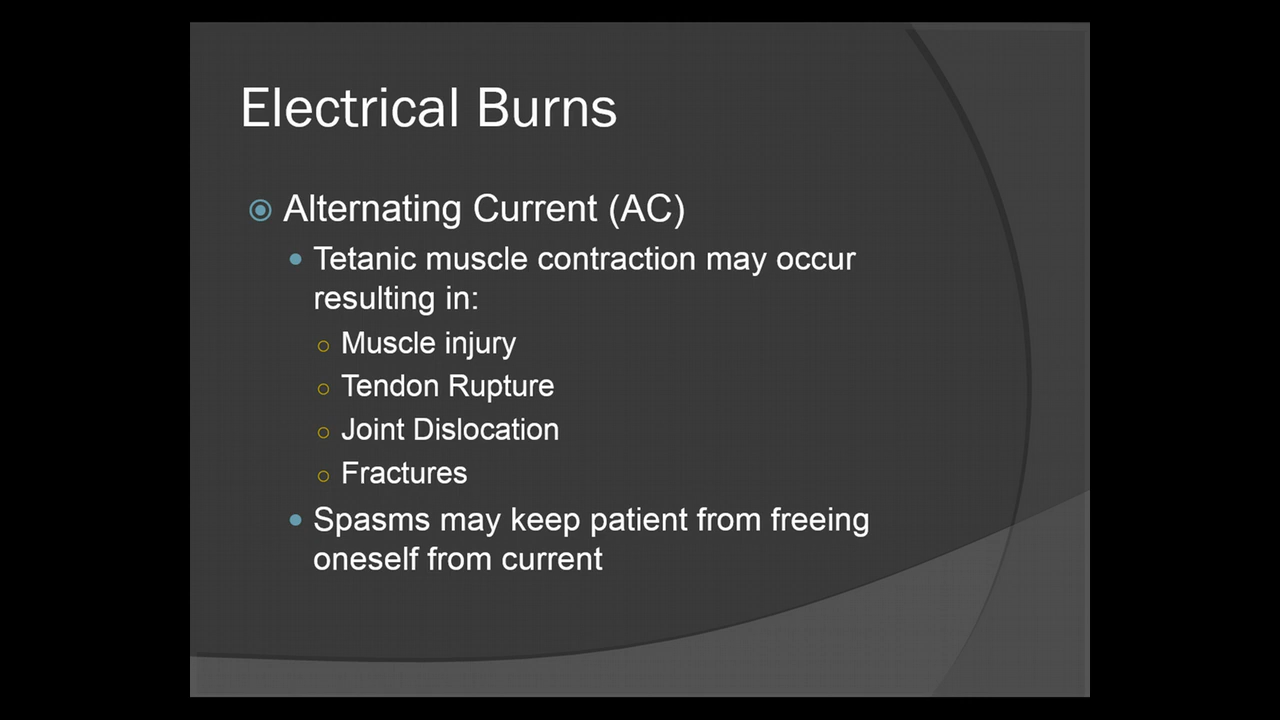 Electrical Burns
Alternating Current (AC)
Tetanic muscle contraction may occur
resulting in:
Muscle injury
Tendon Rupture
Joint Dislocation
Fractures
Spasms may keep patient from freeing
oneself from current